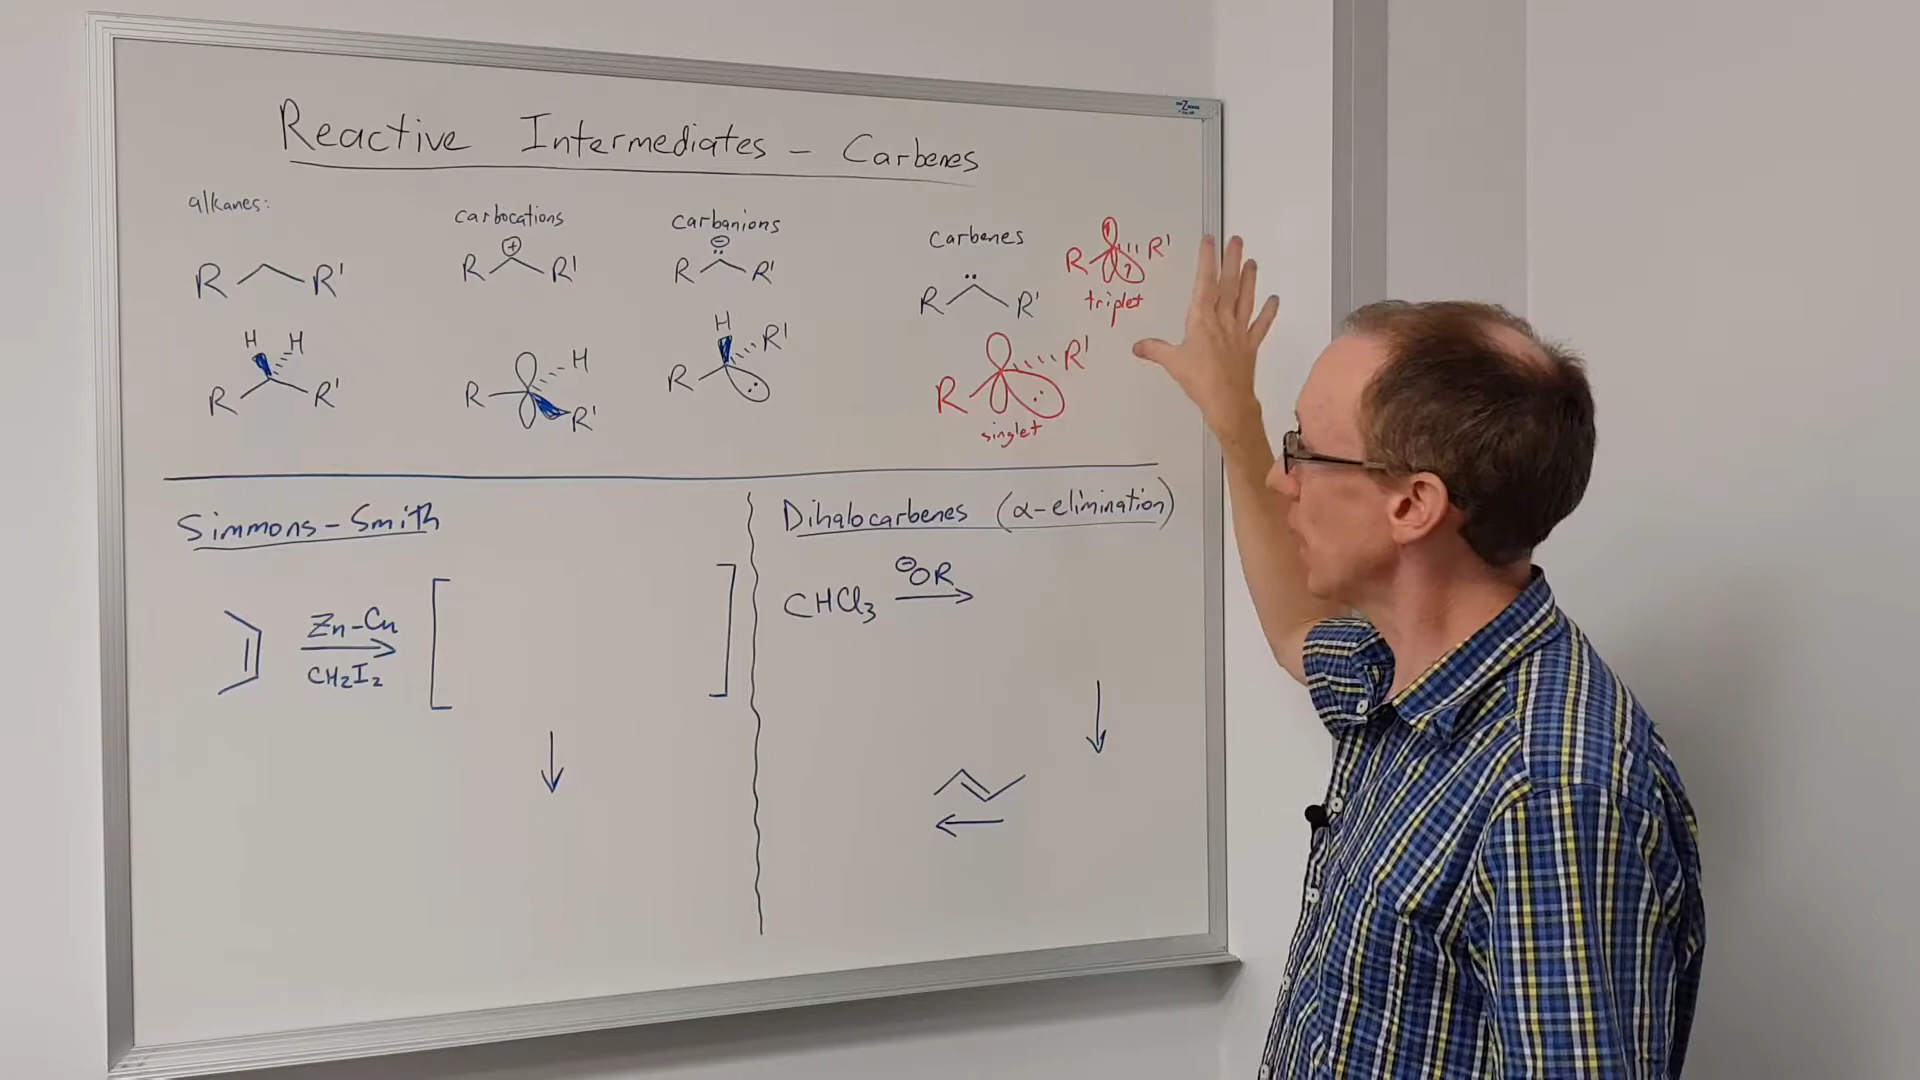 Reactive Intermediates - Carbenes
alkanes:
carbocations
carbanions
carbenes
R R'
⊕
R R'
⊖
R R'
R R'
R R'
triplet
H H
R R'
R H
R'
H
R R'
R R'
singlet
Simmons-Smith
Zn-Cu
CH2I2
Dihalocarbenes (α-elimination)
CHCl3
⊖OR